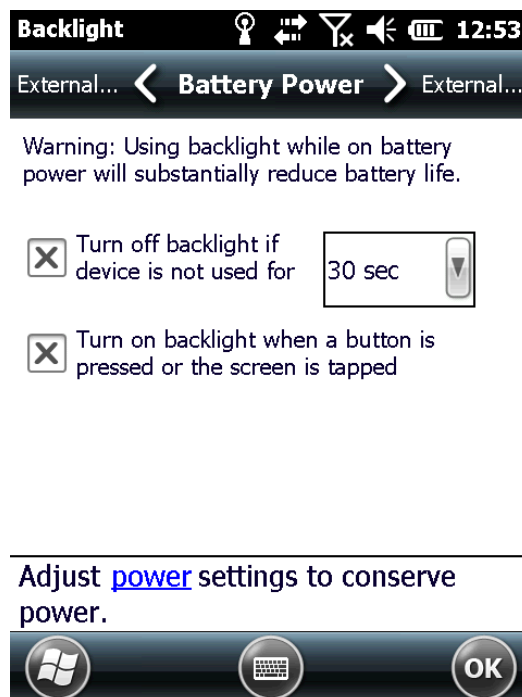 Backlight 12:53
External... Battery Power External...
Warning: Using backlight while on battery
power will substantially reduce battery life.
Turn off backlight if
device is not used for 30 sec
Turn on backlight when a button is
pressed or the screen is tapped
Adjust power settings to conserve
power.
OK